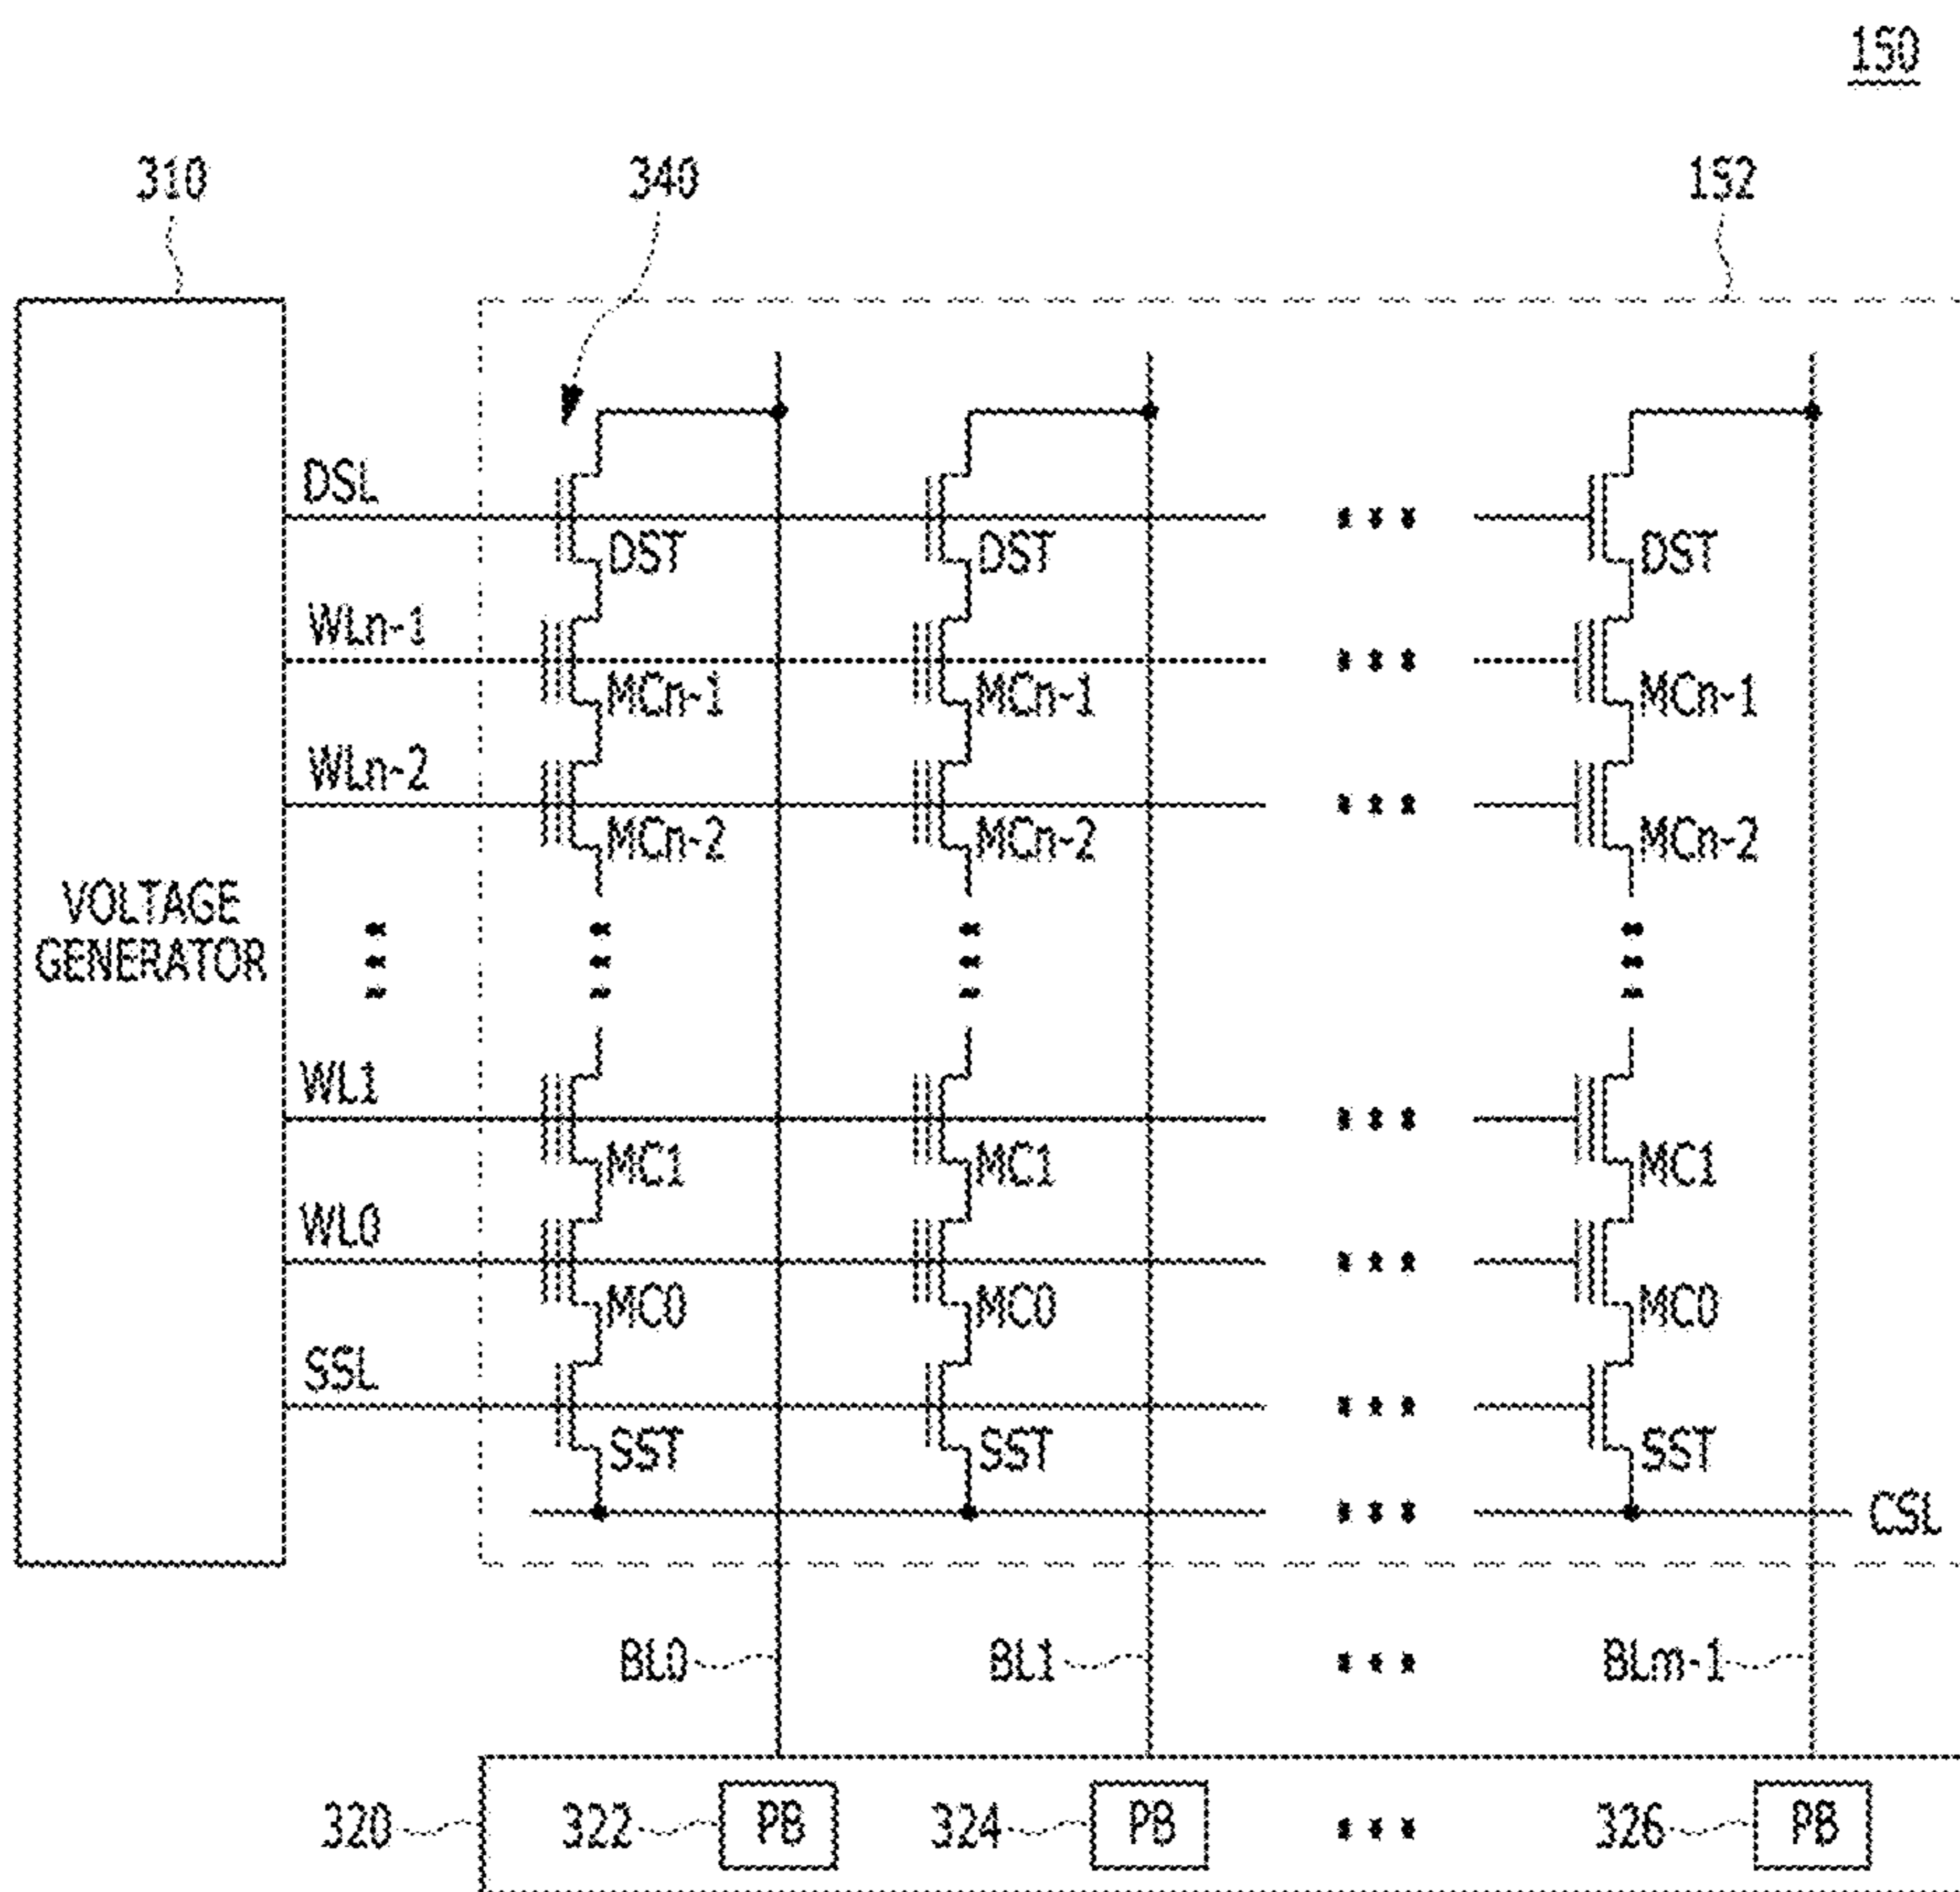 150
310 340 152
DSL
DST DST DST
WLn-1
MCn-1 MCn-1 MCn-1
WLn-2
MCn-2 MCn-2 MCn-2
VOLTAGE
GENERATOR
WL1
MC1 MC1 MC1
WL0
MC0 MC0 MC0
SSL
SST SST SST
CSL
BL0 BL1 BLm-1
320 322 PB 324 PB 326 PB